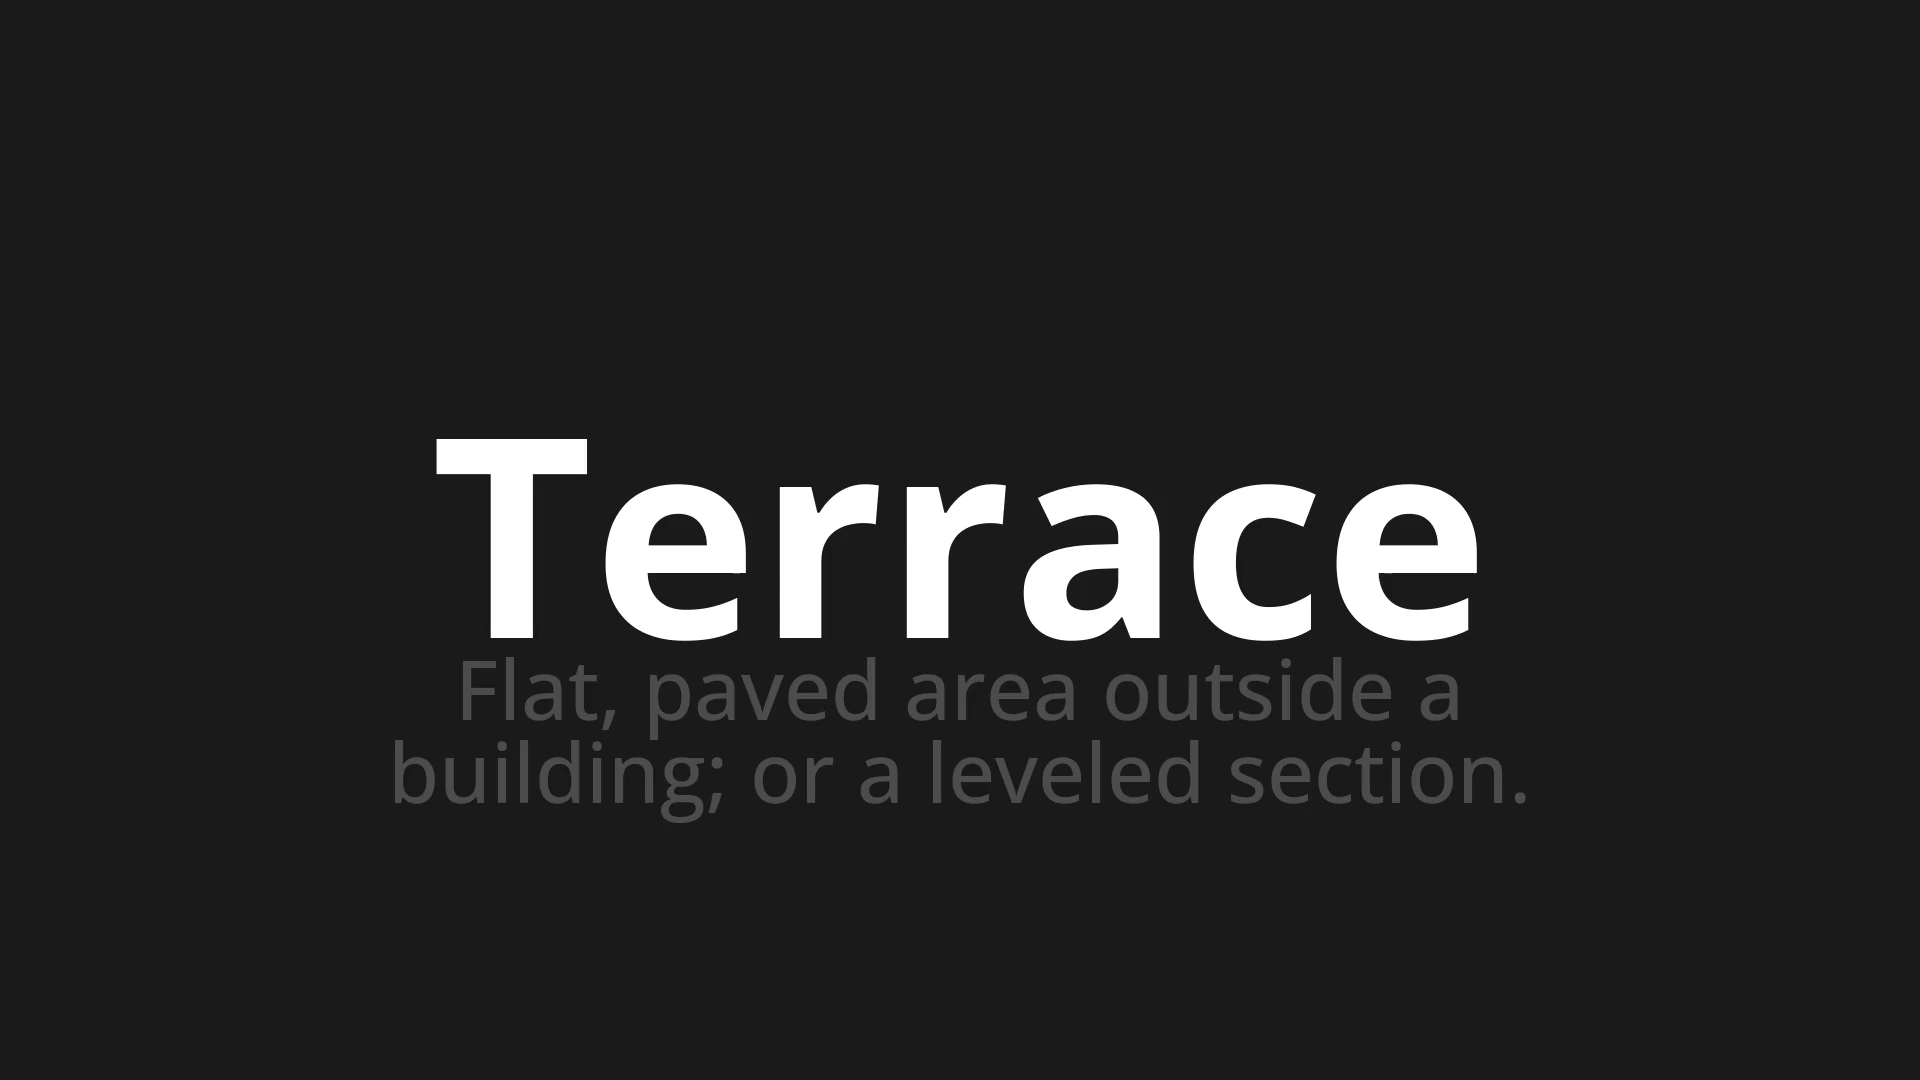 Terrace
Flat, paved area outside a
building; or a leveled section.